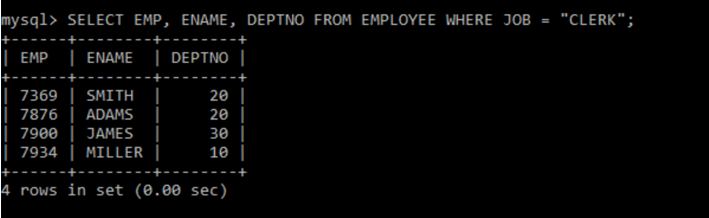 mysql> SELECT EMP, ENAME, DEPTNO FROM EMPLOYEE WHERE JOB = "CLERK";
+------+--------+--------+
| EMP  | ENAME  | DEPTNO |
+------+--------+--------+
| 7369 | SMITH  |     20 |
| 7876 | ADAMS  |     20 |
| 7900 | JAMES  |     30 |
| 7934 | MILLER |     10 |
+------+--------+--------+
4 rows in set (0.00 sec)